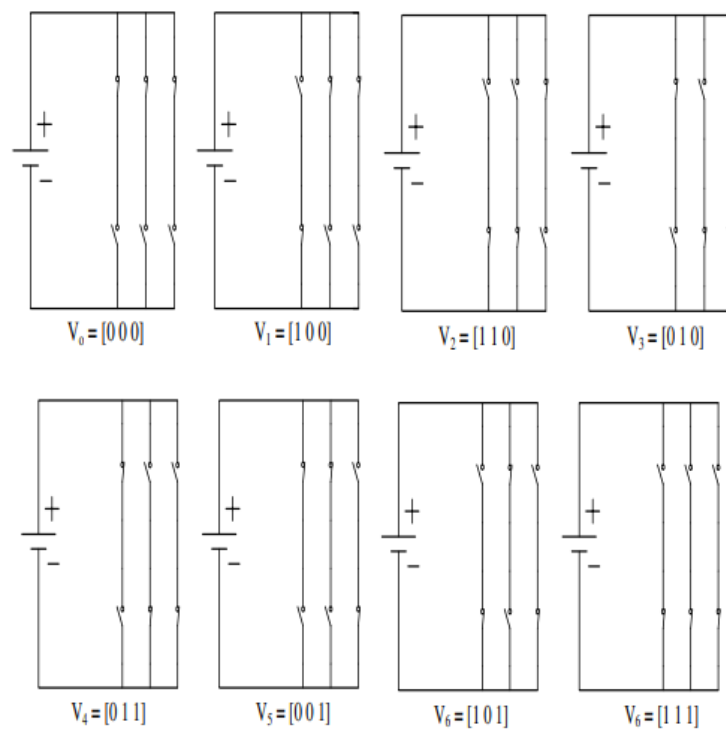 + + + +
− − − −
V₀ = [0 0 0] V₁ = [1 0 0] V₂ = [1 1 0] V₃ = [0 1 0]
+ + + +
− − − −
V₄ = [0 1 1] V₅ = [0 0 1] V₆ = [1 0 1] V₆ = [1 1 1]